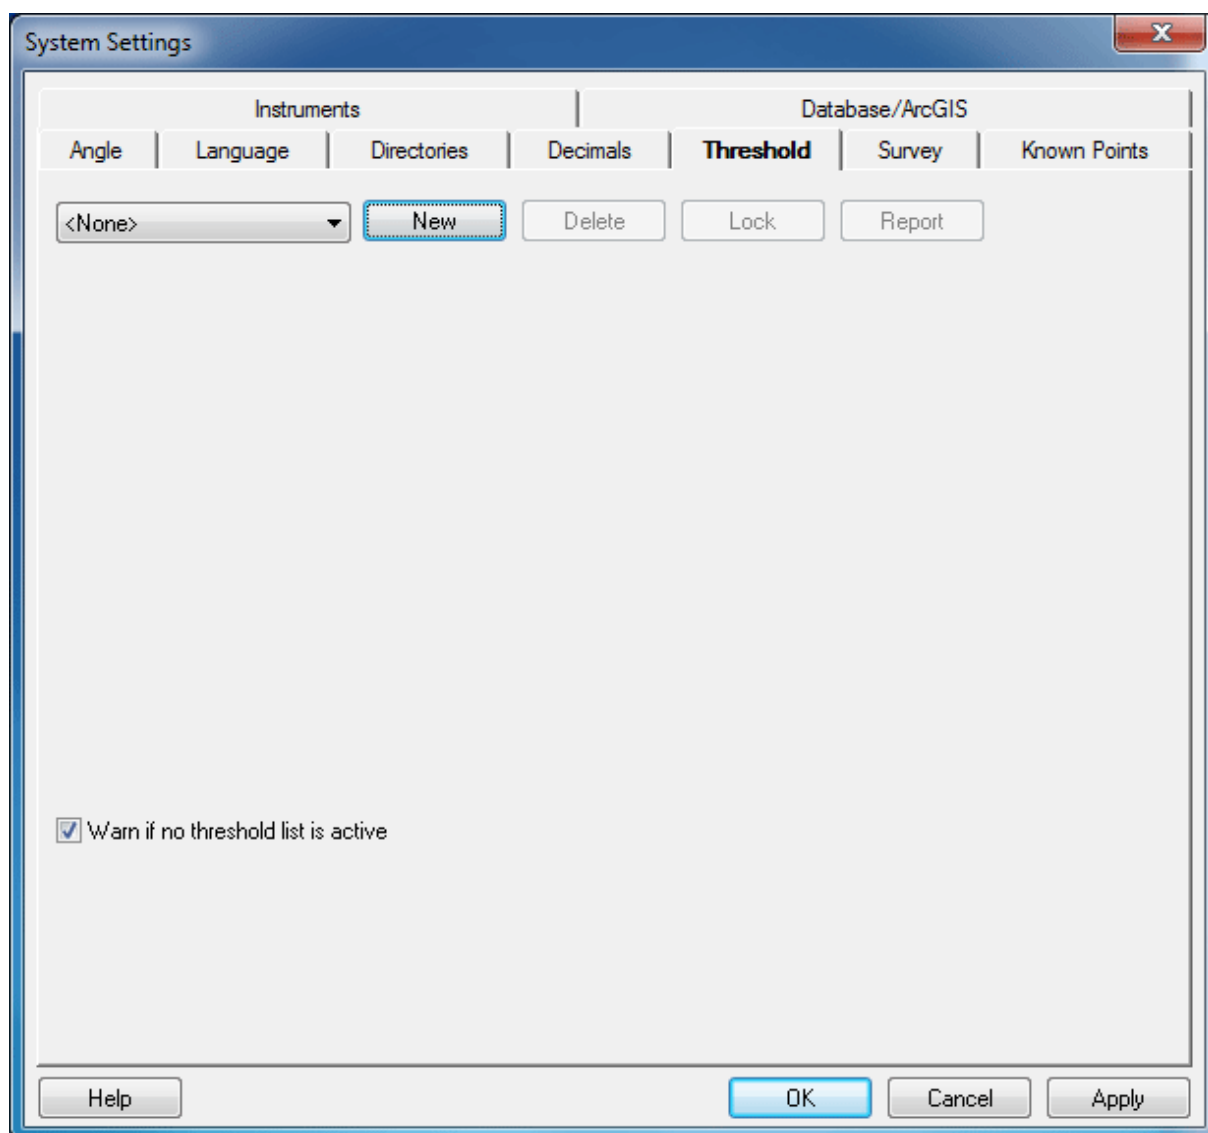 System Settings
Instruments Database/ArcGIS
Angle Language Directories Decimals Threshold Survey Known Points
<None> New Delete Lock Report
Warn if no threshold list is active
Help OK Cancel Apply